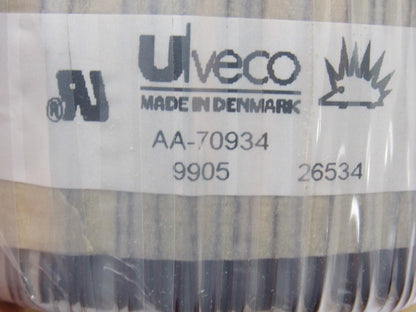 Ulveco
MADE IN DENMARK
AA-70934
9905 26534